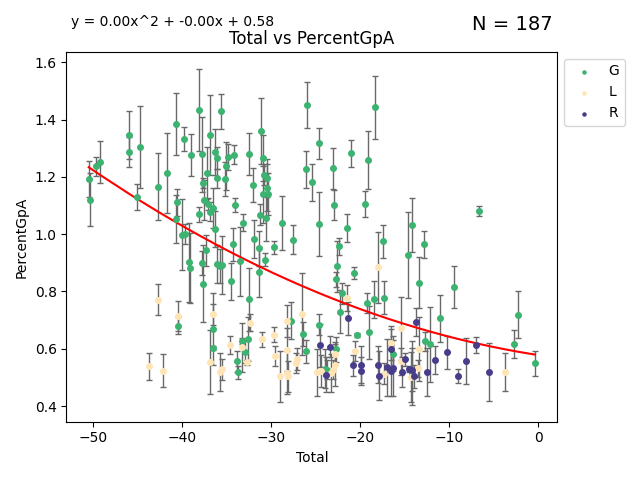 y = 0.00x^2 + -0.00x + 0.58
N = 187
Total vs PercentGpA
G
L
R
PercentGpA
1.6
1.4
1.2
1.0
0.8
0.6
0.4
−50
−40
−30
−20
−10
0
Total